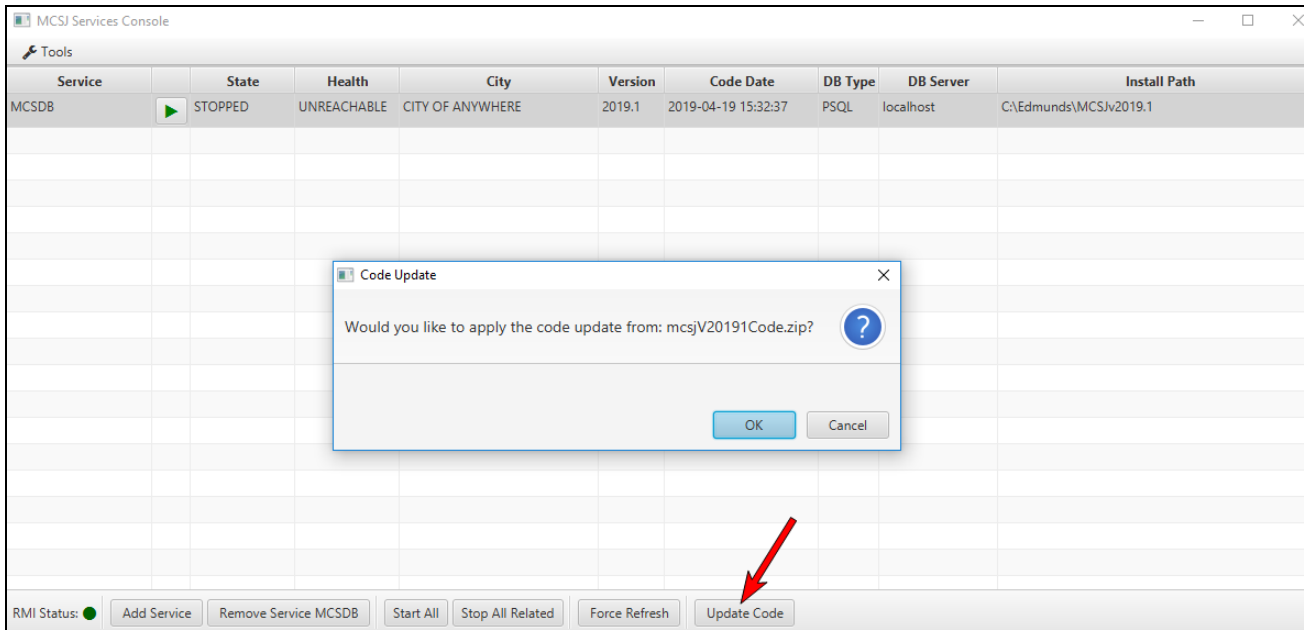 MCSJ Services Console
Tools
Service State Health City Version Code Date DB Type DB Server Install Path
MCSDB STOPPED UNREACHABLE CITY OF ANYWHERE 2019.1 2019-04-19 15:32:37 PSQL localhost C:\Edmunds\MCSJv2019.1
Code Update
Would you like to apply the code update from: mcsjV20191Code.zip?
?
OK Cancel
RMI Status: Add Service Remove Service MCSDB Start All Stop All Related Force Refresh Update Code